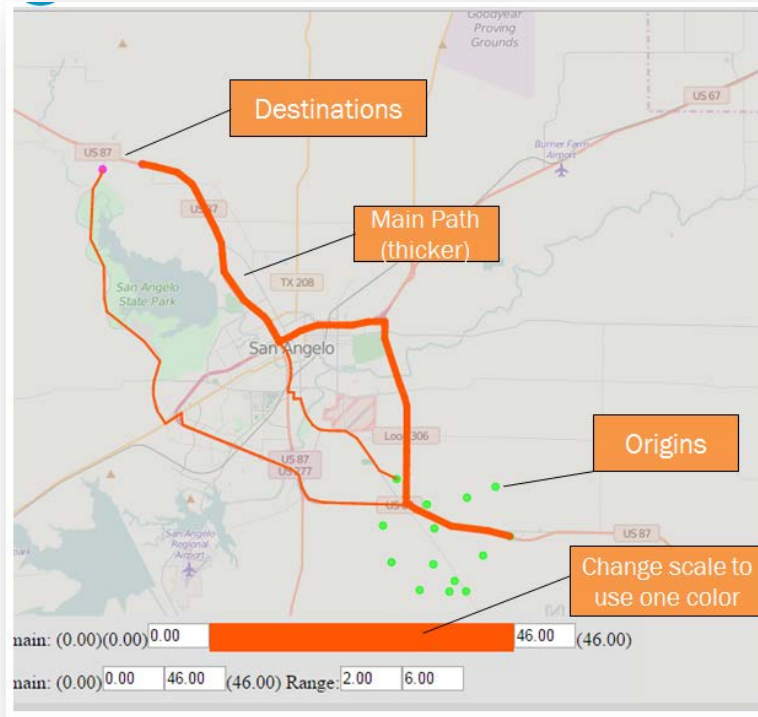 Goodyear
Proving
Grounds
Destinations
US 67
Burner Farm
Airport
US 87
US 87
Main Path
(thicker)
TX 208
San Angelo
State Park
San Angelo
Loop 306
Origins
US 87
US 277
US 87
San Angelo
Regional
Airport
Change scale to
use one color
main: (0.00)(0.00) 0.00 46.00 (46.00)
main: (0.00) 0.00 46.00 (46.00) Range: 2.00 6.00